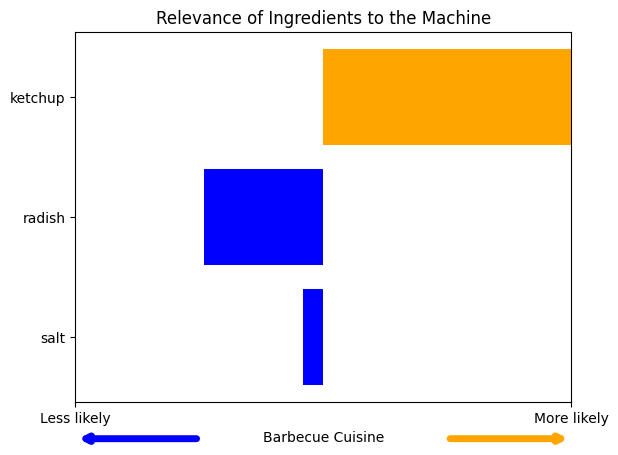 Relevance of Ingredients to the Machine
ketchup
radish
salt
Less likely
More likely
Barbecue Cuisine